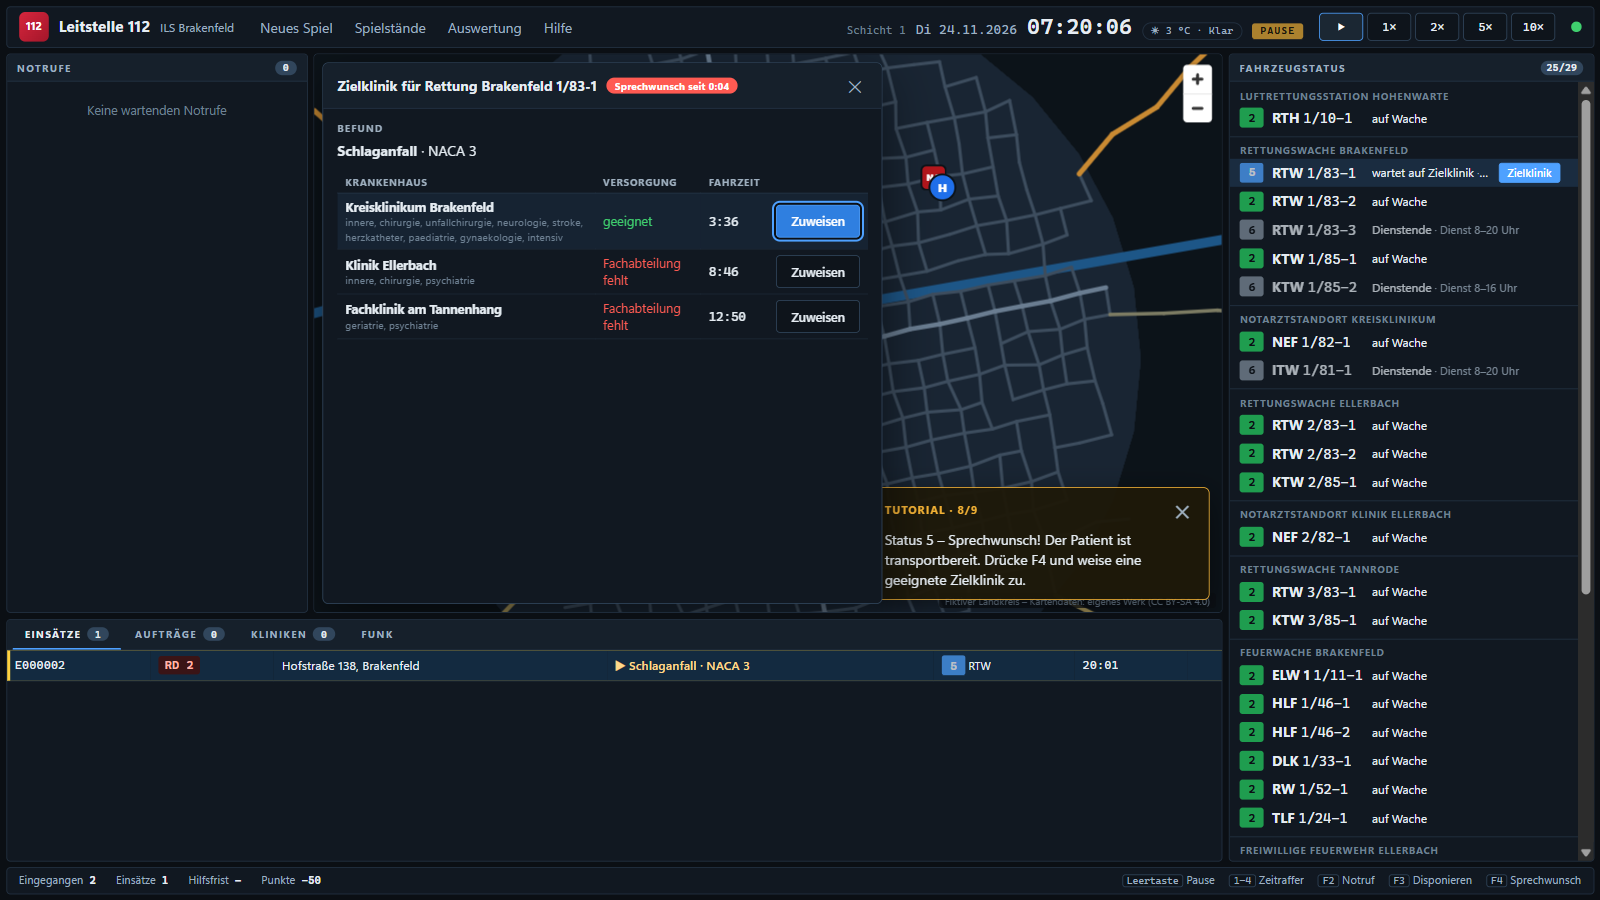 112 Leitstelle 112 ILS Brakenfeld Neues Spiel Spielstände Auswertung Hilfe Schicht 1 Di 24.11.2026 07:20:06 ☀ 3 °C · Klar PAUSE ▶ 1× 2× 5× 10×
NOTRUFE 0
Keine wartenden Notrufe
Zielklinik für Rettung Brakenfeld 1/83-1 Sprechwunsch seit 0:04
BEFUND
Schlaganfall · NACA 3
KRANKENHAUS VERSORGUNG FAHRZEIT
Kreisklinikum Brakenfeld
innere, chirurgie, unfallchirurgie, neurologie, stroke,
herzkatheter, paediatrie, gynaekologie, intensiv
geeignet 3:36 Zuweisen
Klinik Ellerbach
innere, chirurgie, psychiatrie
Fachabteilung
fehlt
8:46 Zuweisen
Fachklinik am Tannenhang
geriatrie, psychiatrie
Fachabteilung
fehlt
12:50 Zuweisen
+
−
H
TUTORIAL · 8/9
Status 5 – Sprechwunsch! Der Patient ist
transportbereit. Drücke F4 und weise eine
geeignete Zielklinik zu.
Fiktiver Landkreis – Kartendaten: eigenes Werk (CC BY-SA 4.0)
FAHRZEUGSTATUS 25/29
LUFTRETTUNGSSTATION HOHENWARTE
2 RTH 1/10-1 auf Wache
RETTUNGSWACHE BRAKENFELD
5 RTW 1/83-1 wartet auf Zielklinik ·… Zielklinik
2 RTW 1/83-2 auf Wache
6 RTW 1/83-3 Dienstende · Dienst 8–20 Uhr
2 KTW 1/85-1 auf Wache
6 KTW 1/85-2 Dienstende · Dienst 8–16 Uhr
NOTARZTSTANDORT KREISKLINIKUM
2 NEF 1/82-1 auf Wache
6 ITW 1/81-1 Dienstende · Dienst 8–20 Uhr
RETTUNGSWACHE ELLERBACH
2 RTW 2/83-1 auf Wache
2 RTW 2/83-2 auf Wache
2 KTW 2/85-1 auf Wache
NOTARZTSTANDORT KLINIK ELLERBACH
2 NEF 2/82-1 auf Wache
RETTUNGSWACHE TANNRODE
2 RTW 3/83-1 auf Wache
2 KTW 3/85-1 auf Wache
FEUERWACHE BRAKENFELD
2 ELW 1 1/11-1 auf Wache
2 HLF 1/46-1 auf Wache
2 HLF 1/46-2 auf Wache
2 DLK 1/33-1 auf Wache
2 RW 1/52-1 auf Wache
2 TLF 1/24-1 auf Wache
FREIWILLIGE FEUERWEHR ELLERBACH
EINSÄTZE 1 AUFTRÄGE 0 KLINIKEN 0 FUNK
E000002 RD 2 Hofstraße 138, Brakenfeld ▶ Schlaganfall · NACA 3 5 RTW 20:01
Eingegangen 2 Einsätze 1 Hilfsfrist – Punkte −50 Leertaste Pause 1–4 Zeitraffer F2 Notruf F3 Disponieren F4 Sprechwunsch